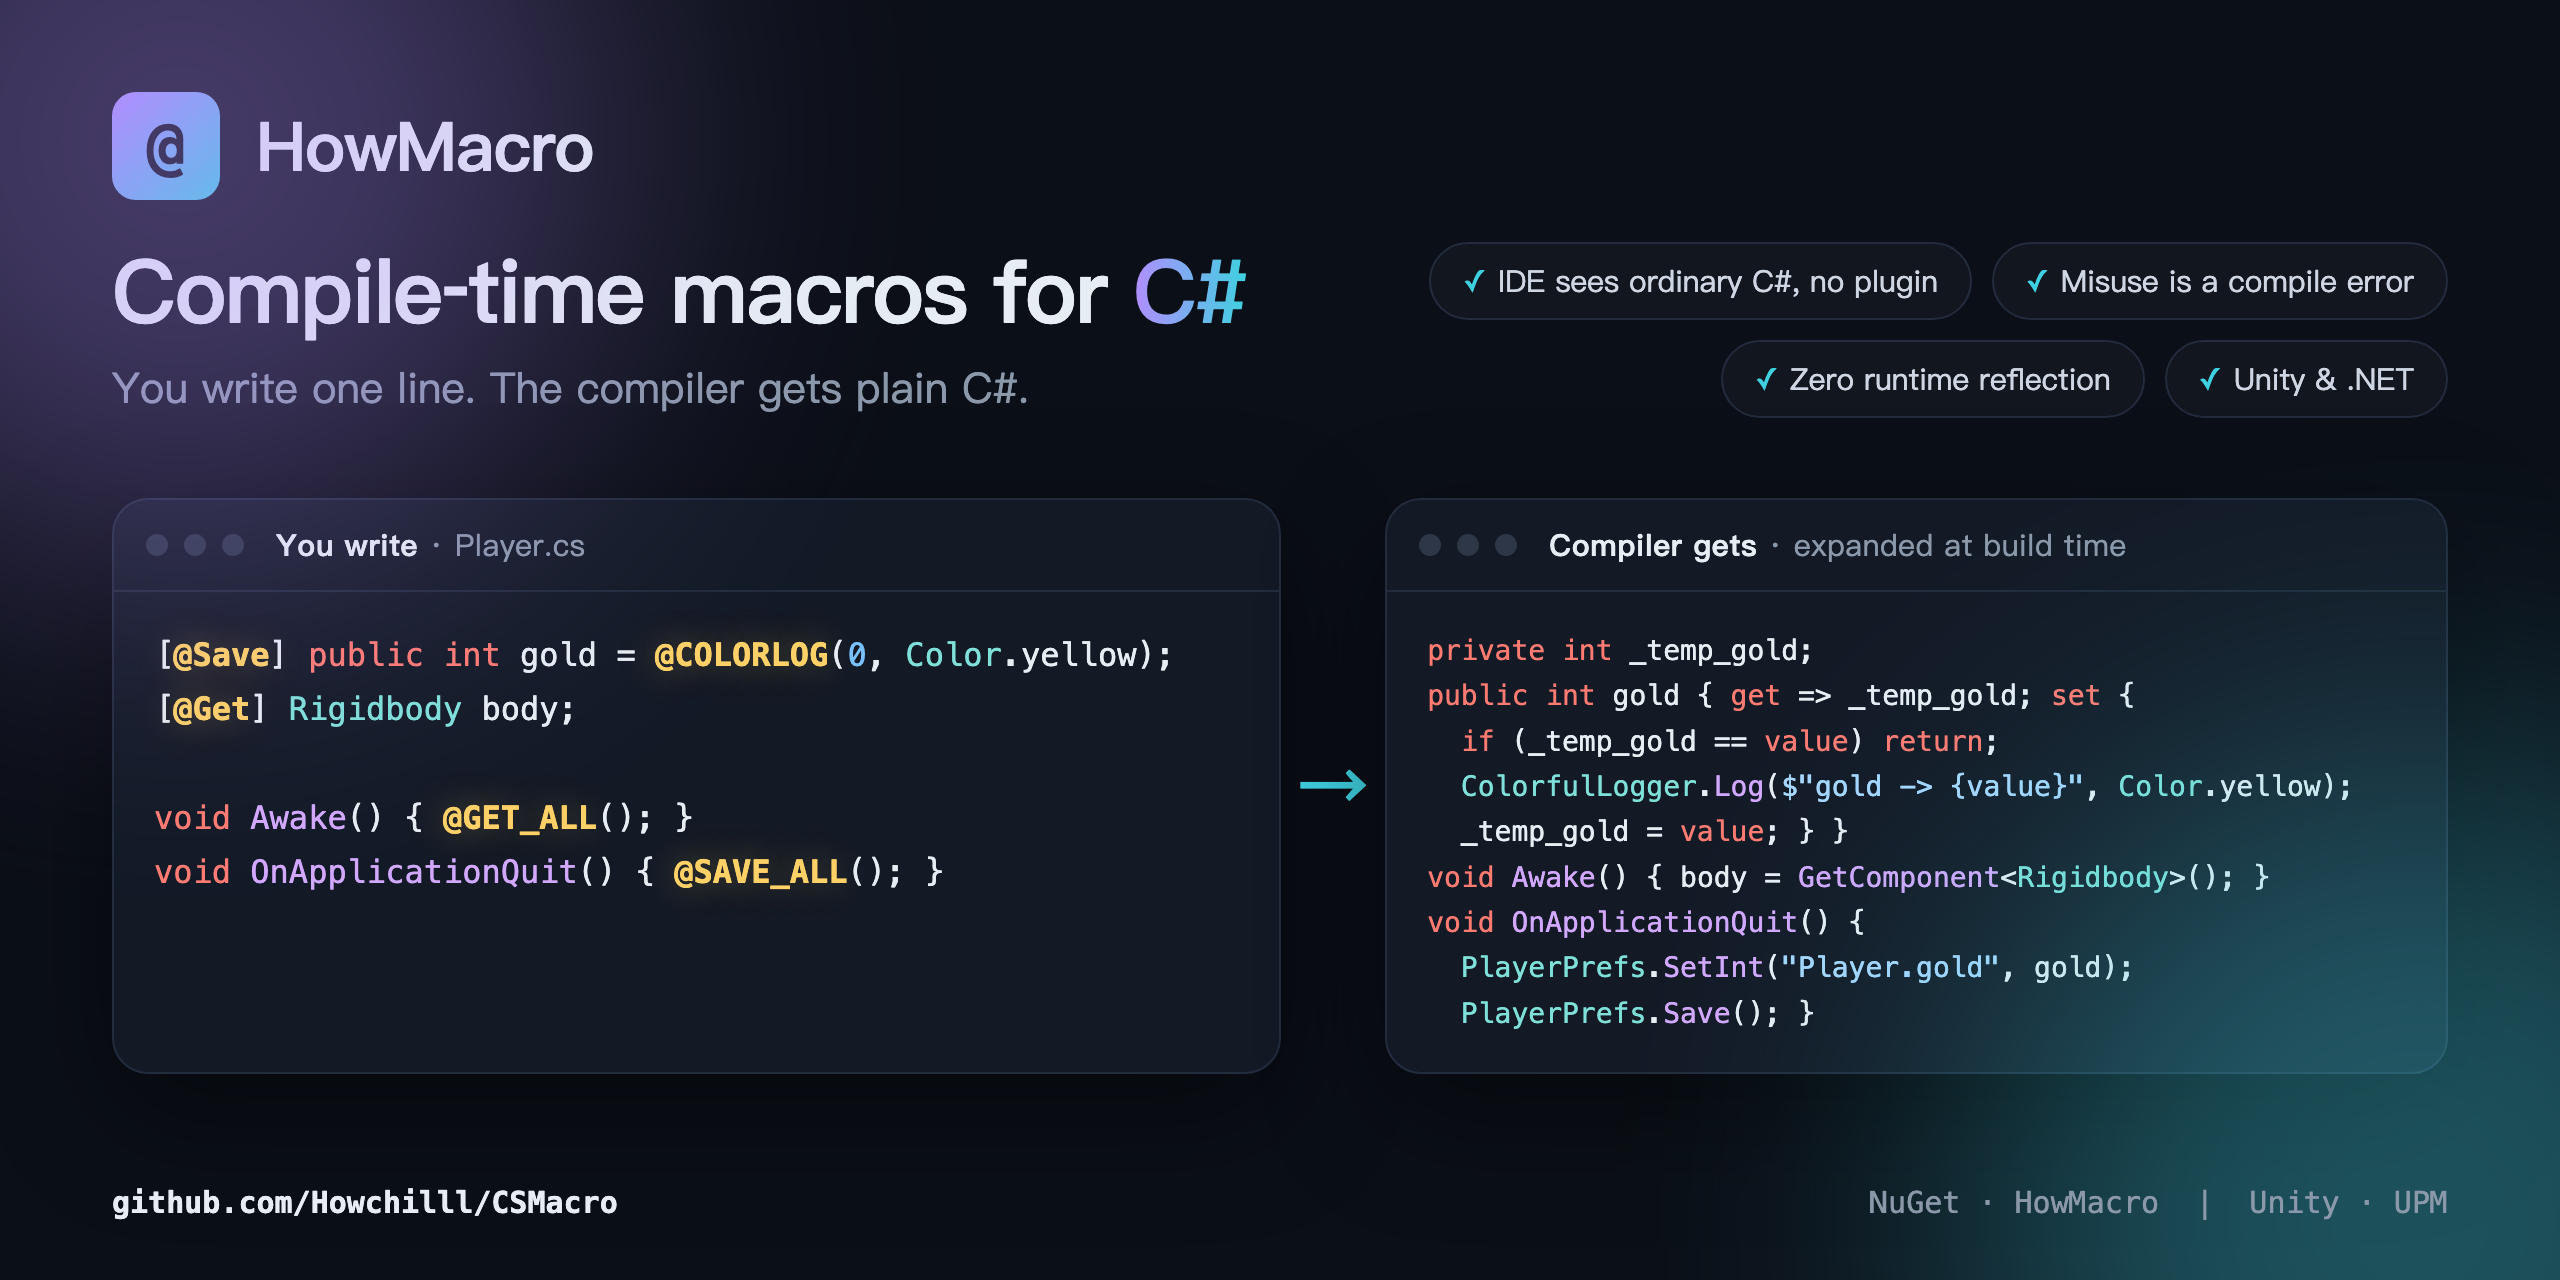 @ HowMacro
Compile-time macros for C#
You write one line. The compiler gets plain C#.
✓ IDE sees ordinary C#, no plugin
✓ Misuse is a compile error
✓ Zero runtime reflection
✓ Unity & .NET
You write · Player.cs
[@Save] public int gold = @COLORLOG(0, Color.yellow);
[@Get] Rigidbody body;
void Awake() { @GET_ALL(); }
void OnApplicationQuit() { @SAVE_ALL(); }
→
Compiler gets · expanded at build time
private int _temp_gold;
public int gold { get => _temp_gold; set {
  if (_temp_gold == value) return;
  ColorfulLogger.Log($"gold -> {value}", Color.yellow);
  _temp_gold = value; } }
void Awake() { body = GetComponent<Rigidbody>(); }
void OnApplicationQuit() {
  PlayerPrefs.SetInt("Player.gold", gold);
  PlayerPrefs.Save(); }
github.com/Howchilll/CSMacro
NuGet · HowMacro | Unity · UPM